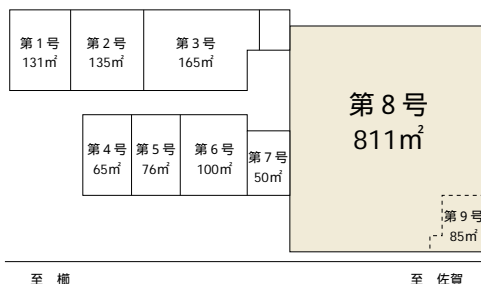 第1号
131㎡
第2号
135㎡
第3号
165㎡
第4号
65㎡
第5号
76㎡
第6号
100㎡
第7号
50㎡
第8号
811㎡
第9号
85㎡
至 櫛
至 佐賀